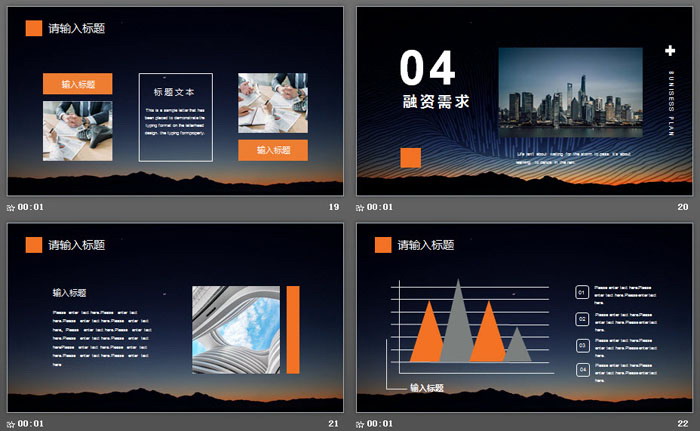 请输入标题
输入标题
标题文本
This is a sample letter that has
been placed to demonstrate the
typing format on the letterhead
design. the typing formproperly.
输入标题
00:01
19
04
融资需求
BUNISESS PLAN
Life isn't about waiting for the storm to pass. it's about
learning to dance in the rain.
00:01
20
请输入标题
输入标题
Please enter text here.Please enter text
here.Please enter text here.Please enter text
here, Please enter text here.Please enter text
here.Please enter text here.Please enter text
herePlease enter text here.Please enter text
here.Please enter text here.Please enter text
here
00:01
21
请输入标题
输入标题
01
Please enter text here.Please
enter text here.Please enter text
here.
02
Please enter text here.Please
enter text here.Please enter text
here.
03
Please enter text here.Please
enter text here.Please enter text
here.
04
Please enter text here.Please
enter text here.Please enter text
here.
00:01
22